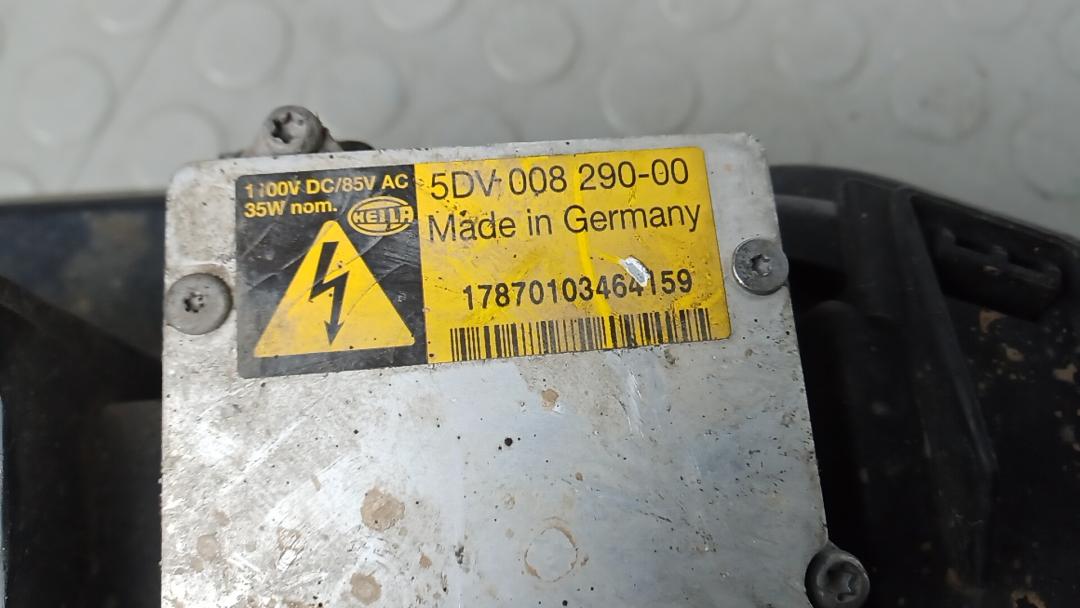 1100V DC/85V AC
35W nom.
HELLA
5DV 008 290-00
Made in Germany
17870103464159